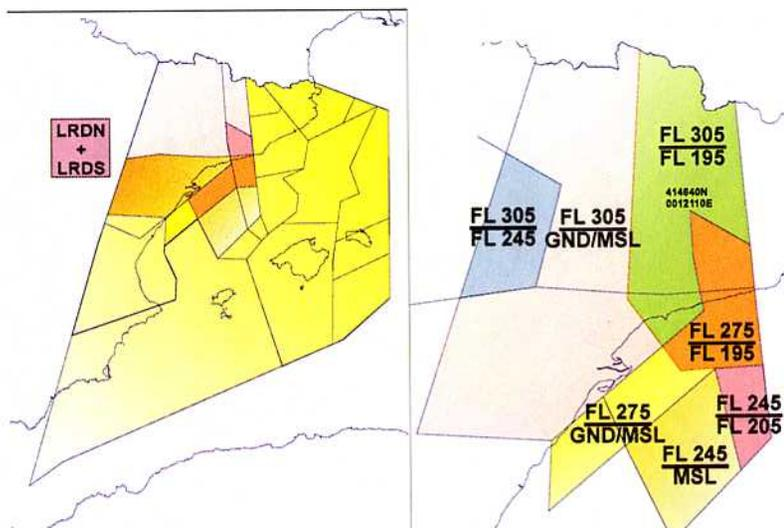 LRDN
+
LRDS
FL 305
FL 195
414640N
0012110E
FL 305
FL 245
FL 305
GND/MSL
FL 275
FL 195
FL 275
GND/MSL
FL 245
FL 205
FL 245
MSL